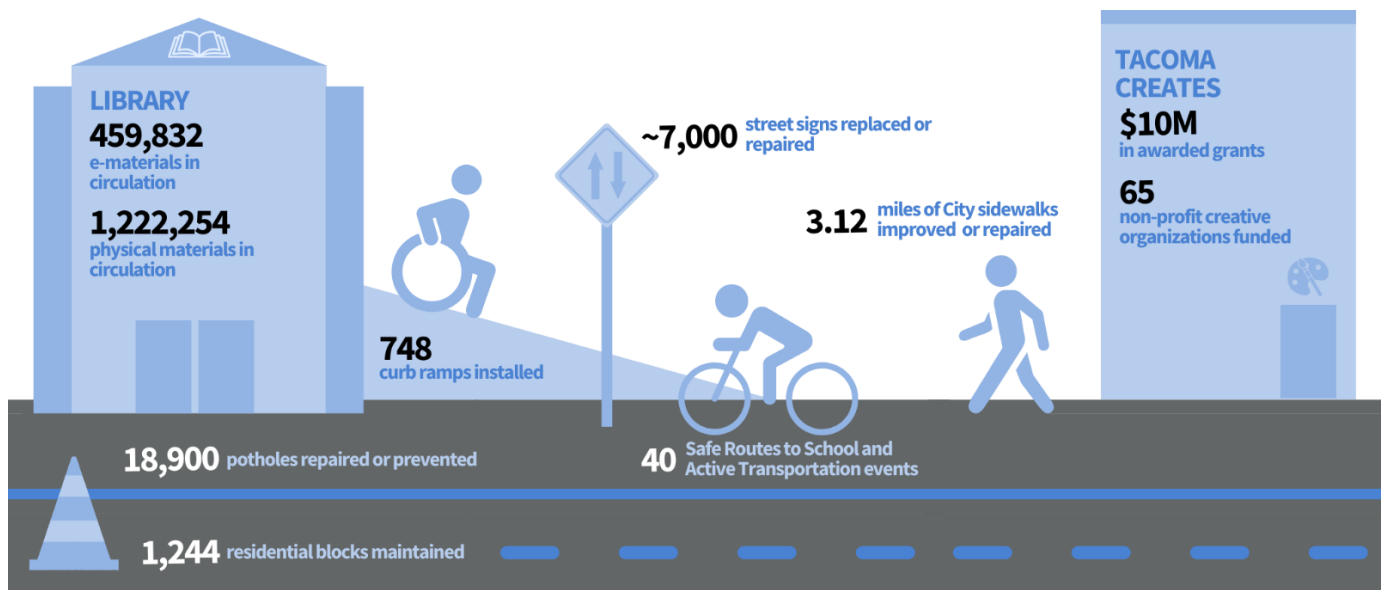 LIBRARY
459,832
e-materials in
circulation
1,222,254
physical materials in
circulation
~7,000 street signs replaced or
repaired
3.12 miles of City sidewalks
improved or repaired
TACOMA
CREATES
$10M
in awarded grants
65
non-profit creative
organizations funded
748
curb ramps installed
18,900 potholes repaired or prevented
40 Safe Routes to School and
Active Transportation events
1,244 residential blocks maintained